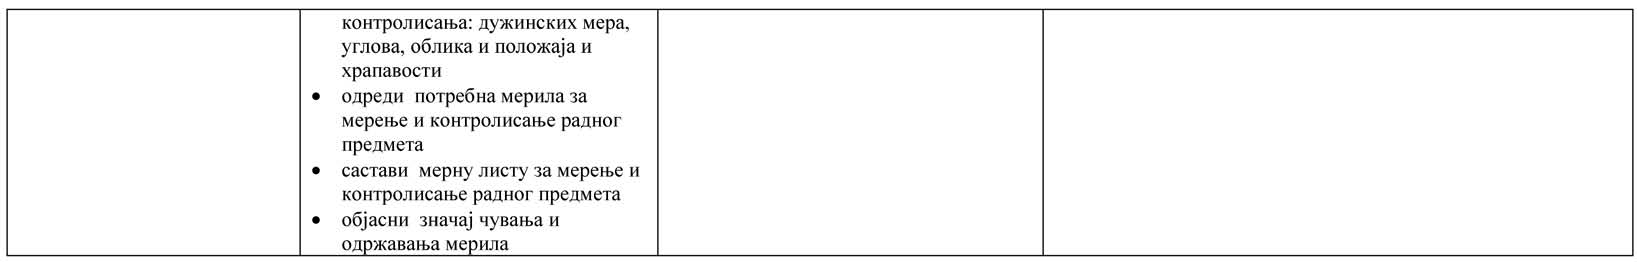 контролисања: дужинских мера,
углова, облика и положаја и
храпавости
• одреди потребна мерила за
мерење и контролисање радног
предмета
• састави мерну листу за мерење и
контролисање радног предмета
• објасни значај чувања и
одржавања мерила